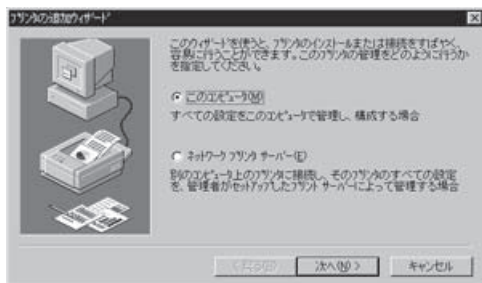 プリンタの追加ウィザード
このウィザードを使うと、プリンタのインストールまたは接続をすばやく、
容易に行うことができます。このプリンタの管理をどのように行うか
を指定してください。
このコンピュータ(M)
すべての設定をこのコンピュータで管理し、構成する場合
ネットワーク プリンタ サーバー(E)
別のコンピュータ上のプリンタに接続し、そのプリンタのすべての設定
を、管理者がセットアップしたプリント サーバーによって管理する場合
< 戻る(B)
次へ(N) >
キャンセル